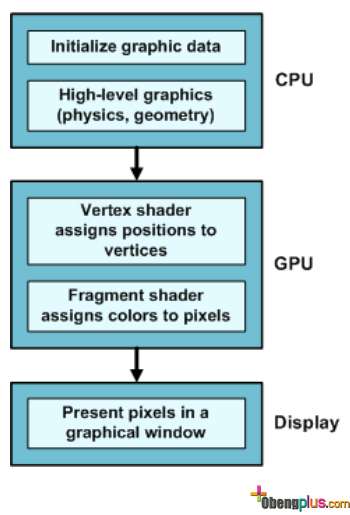 Initialize graphic data
High-level graphics
(physics, geometry)
CPU
Vertex shader
assigns positions to
vertices
Fragment shader
assigns colors to pixels
GPU
Present pixels in a
graphical window
Display
Obengplus.com